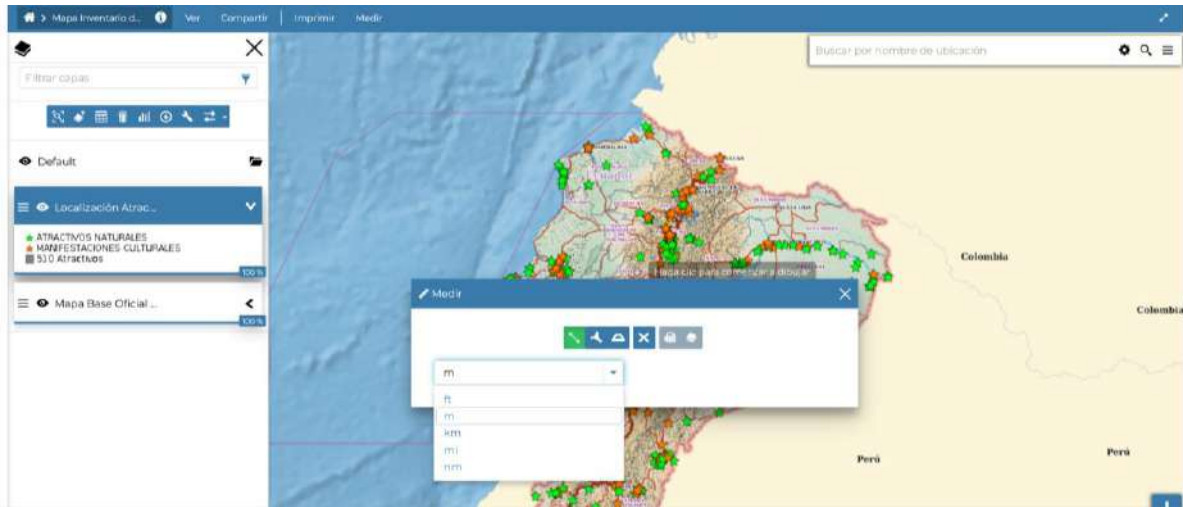 Mapa Inventario d...
Ver
Compartir
Imprimir
Medir
Filtrar capas
Buscar por nombre de ubicación
Default
Localización Atrac...
ATRACTIVOS NATURALES
MANIFESTACIONES CULTURALES
510 Atractivos
100 %
Mapa Base Oficial ...
100 %
Haga clic para comenzar a dibujar
Medir
m
ft
m
km
mi
nm
Colombia
Colombia
Perú
Perú